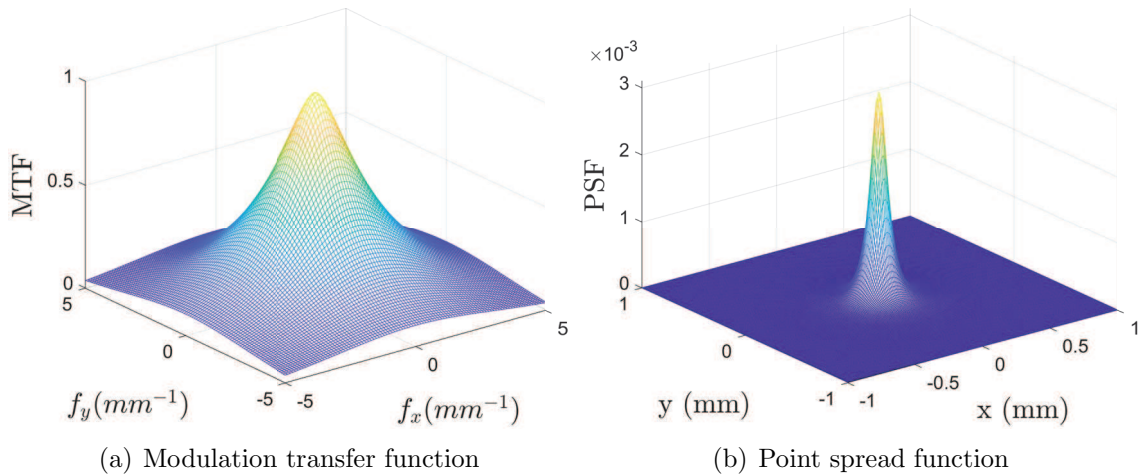 1
0.5
0
MTF
5
0
-5
f_y(mm^{-1})
-5
0
5
f_x(mm^{-1})
(a) Modulation transfer function
×10^{-3}
3
2
1
0
PSF
1
0
-1
y (mm)
-1
-0.5
0
0.5
1
x (mm)
(b) Point spread function